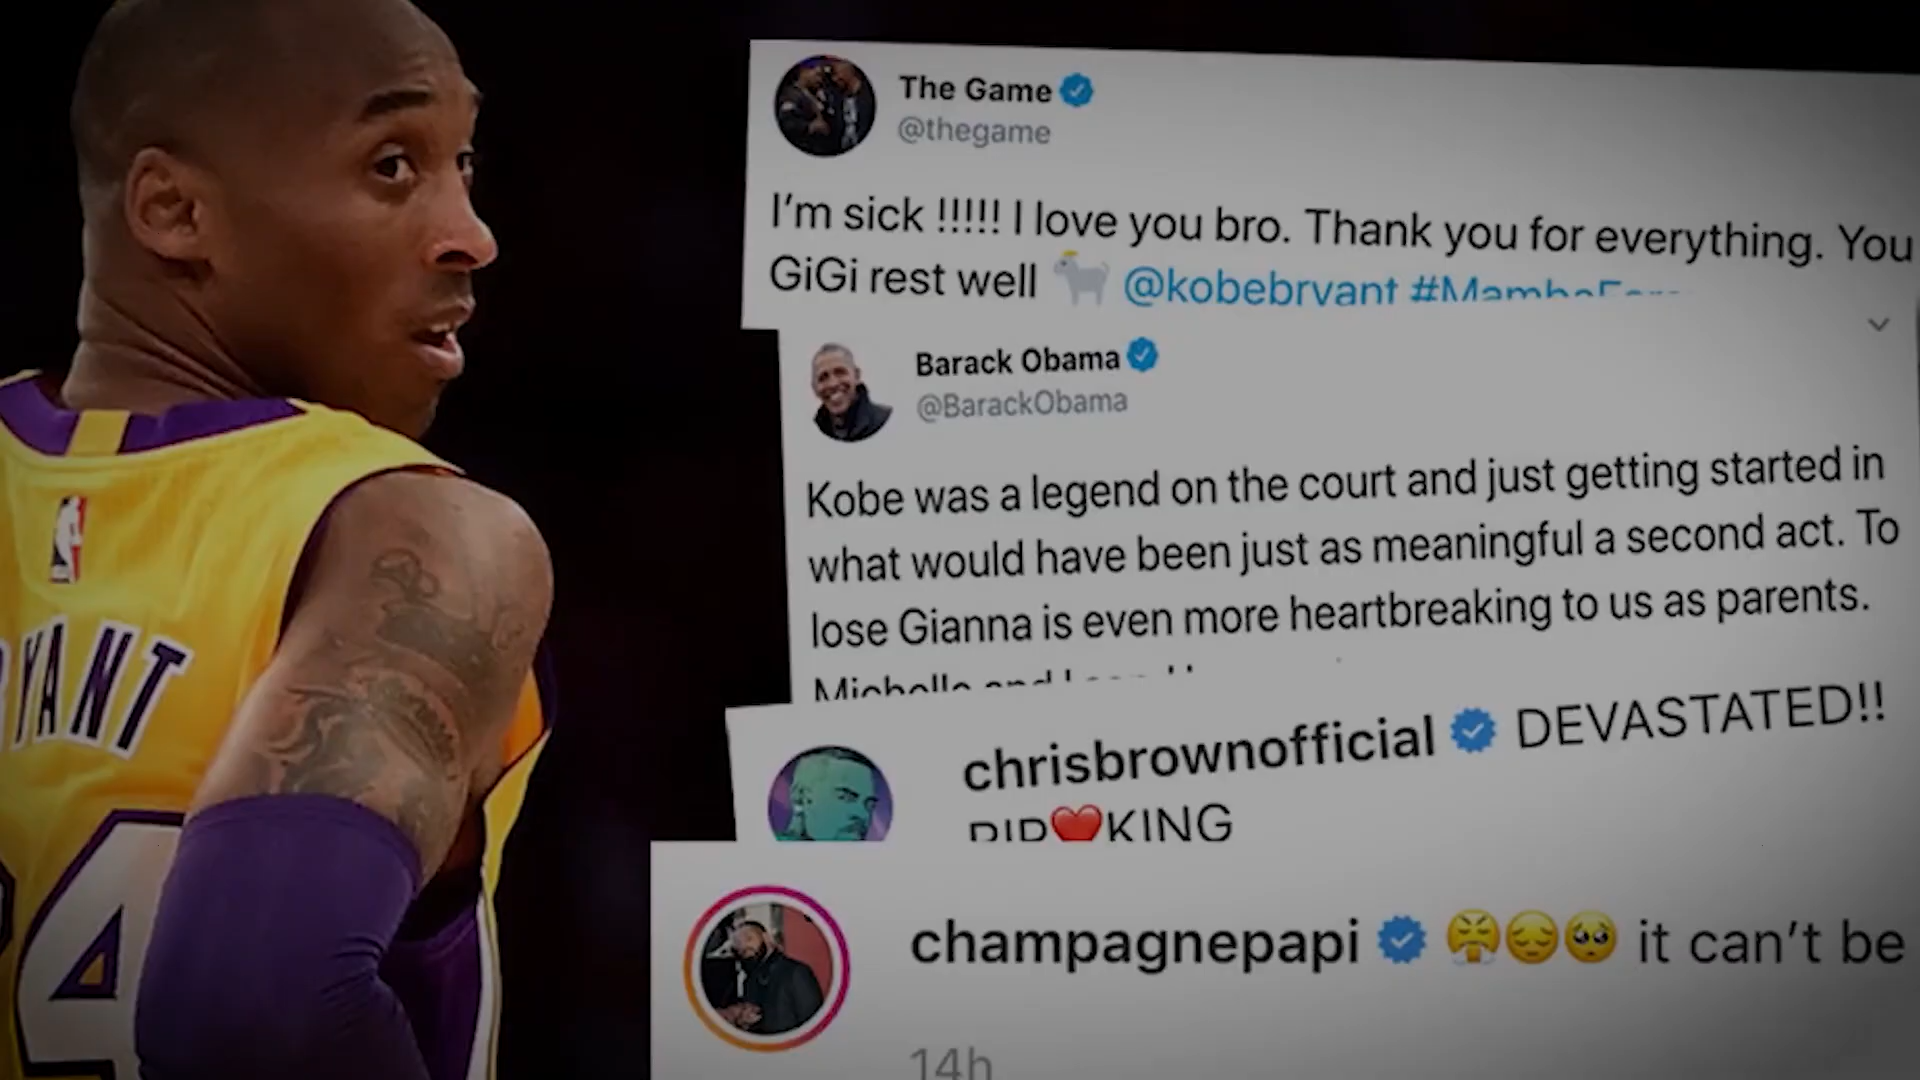 The Game
@thegame
I'm sick !!!!! I love you bro. Thank you for everything. You
GiGi rest well 🐐 @kobebryant
Barack Obama
@BarackObama
Kobe was a legend on the court and just getting started in
what would have been just as meaningful a second act. To
lose Gianna is even more heartbreaking to us as parents.
Michelle and I
chrisbrownofficial DEVASTATED!!
RIP❤️KING
champagnepapi 😤😔🥺 it can't be
14h
YANT
24